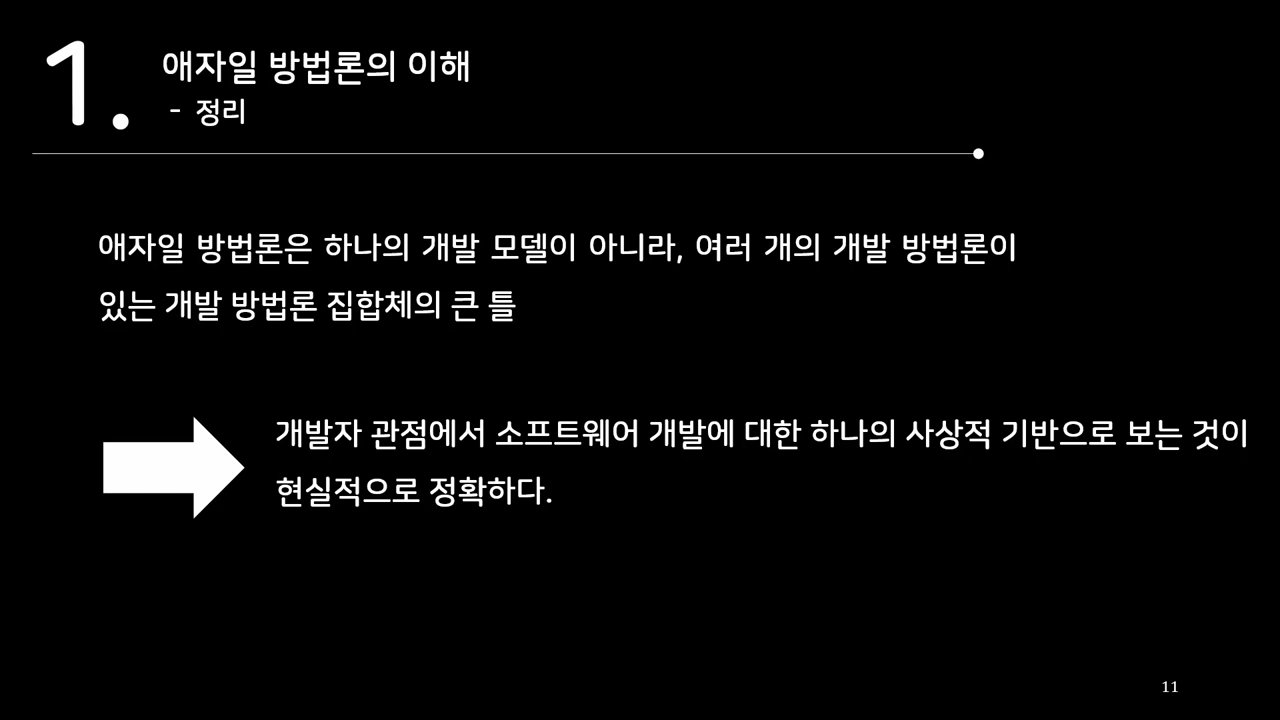 1.
애자일 방법론의 이해
- 정리
애자일 방법론은 하나의 개발 모델이 아니라, 여러 개의 개발 방법론이
있는 개발 방법론 집합체의 큰 틀
개발자 관점에서 소프트웨어 개발에 대한 하나의 사상적 기반으로 보는 것이
현실적으로 정확하다.
11